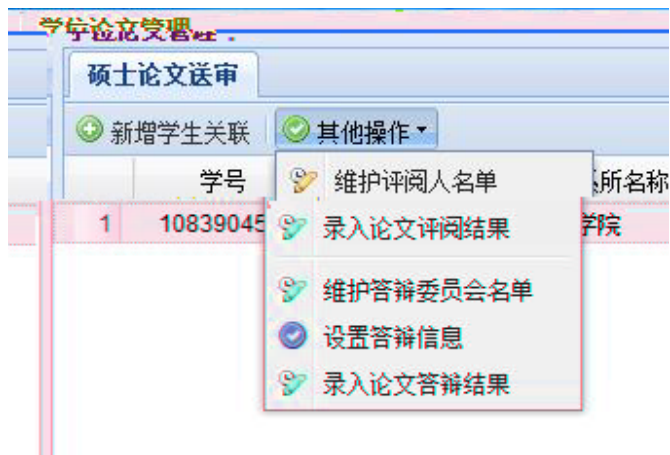 学位论文管理
硕士论文送审
新增学生关联 其他操作
学号 维护评阅人名单 所名称
1 10839045 录入论文评阅结果 学院
维护答辩委员会名单
设置答辩信息
录入论文答辩结果